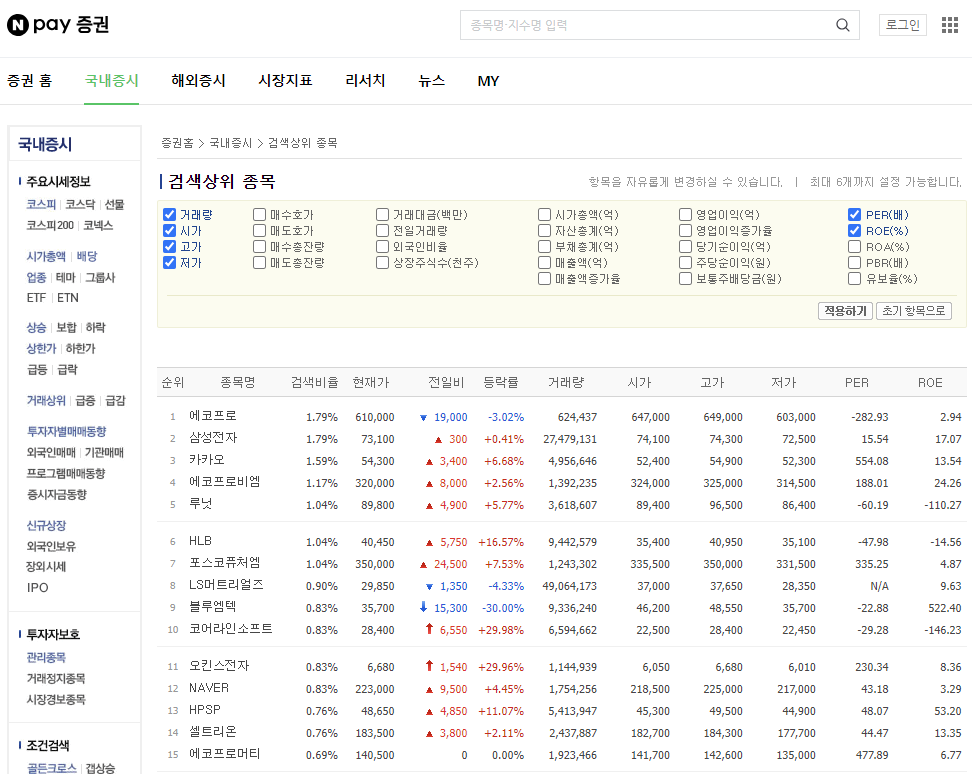 N pay 증권
종목명·지수명 입력
로그인
증권 홈 국내증시 해외증시 시장지표 리서치 뉴스 MY
국내증시
주요시세정보
코스피 코스닥 선물
코스피200 코넥스
시가총액 배당
업종 테마 그룹사
ETF ETN
상승 보합 하락
상한가 하한가
급등 급락
거래상위 급증 급감
투자자별매매동향
외국인매매 기관매매
프로그램매매동향
증시자금동향
신규상장
외국인보유
장외시세
IPO
투자자보호
관리종목
거래정지종목
시장경보종목
조건검색
골든크로스 갭상승
증권홈 > 국내증시 > 검색상위 종목
검색상위 종목
항목을 자유롭게 변경하실 수 있습니다. | 최대 6개까지 설정 가능합니다.
거래량 매수호가 거래대금(백만) 시가총액(억) 영업이익(억) PER(배)
시가 매도호가 전일거래량 자산총계(억) 영업이익증가율 ROE(%)
고가 매수총잔량 외국인비율 부채총계(억) 당기순이익(억) ROA(%)
저가 매도총잔량 상장주식수(천주) 매출액(억) 주당순이익(원) PBR(배)
매출액증가율 보통주배당금(원) 유보율(%)
적용하기 초기 항목으로
순위 종목명 검색비율 현재가 전일비 등락률 거래량 시가 고가 저가 PER ROE
1 에코프로 1.79% 610,000 ▼ 19,000 -3.02% 624,437 647,000 649,000 603,000 -282.93 2.94
2 삼성전자 1.79% 73,100 ▲ 300 +0.41% 27,479,131 74,100 74,300 72,500 15.54 17.07
3 카카오 1.59% 54,300 ▲ 3,400 +6.68% 4,956,646 52,400 54,900 52,300 554.08 13.54
4 에코프로비엠 1.17% 320,000 ▲ 8,000 +2.56% 1,392,235 324,000 325,000 314,500 188.01 24.26
5 루닛 1.04% 89,800 ▲ 4,900 +5.77% 3,618,607 89,400 96,500 86,400 -60.19 -110.27
6 HLB 1.04% 40,450 ▲ 5,750 +16.57% 9,442,579 35,400 40,950 35,100 -47.98 -14.56
7 포스코퓨처엠 1.04% 350,000 ▲ 24,500 +7.53% 1,243,302 335,500 350,000 331,500 335.25 4.87
8 LS머트리얼즈 0.90% 29,850 ▼ 1,350 -4.33% 49,064,173 37,000 37,650 28,350 N/A 9.63
9 블루엠텍 0.83% 35,700 ↓ 15,300 -30.00% 9,336,240 46,200 48,550 35,700 -22.88 522.40
10 코어라인소프트 0.83% 28,400 ↑ 6,550 +29.98% 6,594,662 22,500 28,400 22,450 -29.28 -146.23
11 오킨스전자 0.83% 6,680 ↑ 1,540 +29.96% 1,144,939 6,050 6,680 6,010 230.34 8.36
12 NAVER 0.83% 223,000 ▲ 9,500 +4.45% 1,754,256 218,500 225,000 217,000 43.18 3.29
13 HPSP 0.76% 48,650 ▲ 4,850 +11.07% 5,413,947 45,300 49,500 44,900 48.07 53.20
14 셀트리온 0.76% 183,500 ▲ 3,800 +2.11% 2,437,887 182,700 184,300 177,700 44.47 13.35
15 에코프로머티 0.69% 140,500 0 0.00% 1,923,466 141,700 142,600 135,000 477.89 6.77